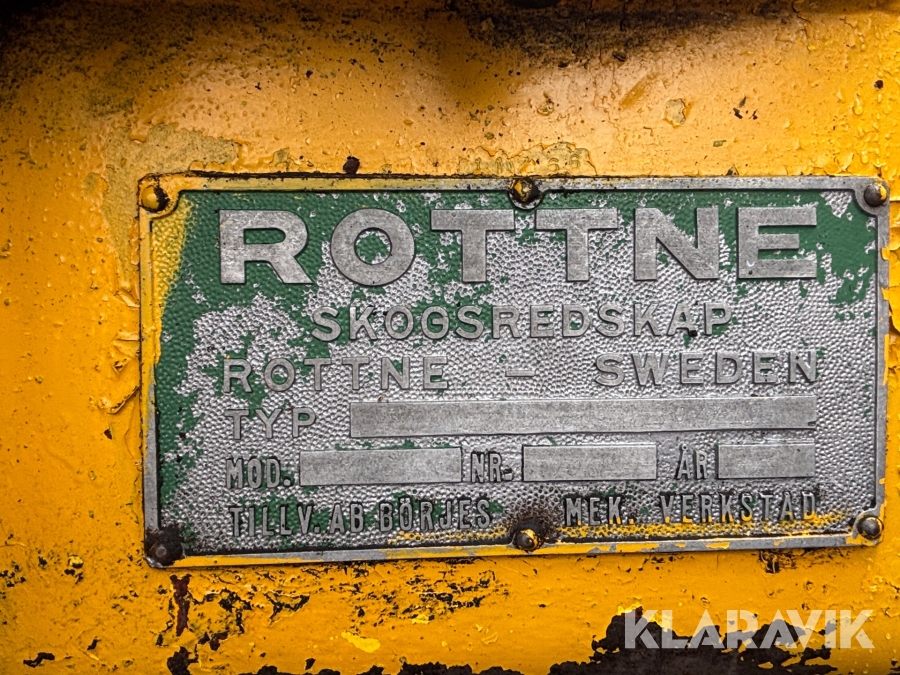 ROTTNE
SKOGSREDSKAP
ROTTNE - SWEDEN
TYP
MOD. NR- ÅR
TILLV. AB BÖRJES MEK. VERKSTAD
KLARAVIK